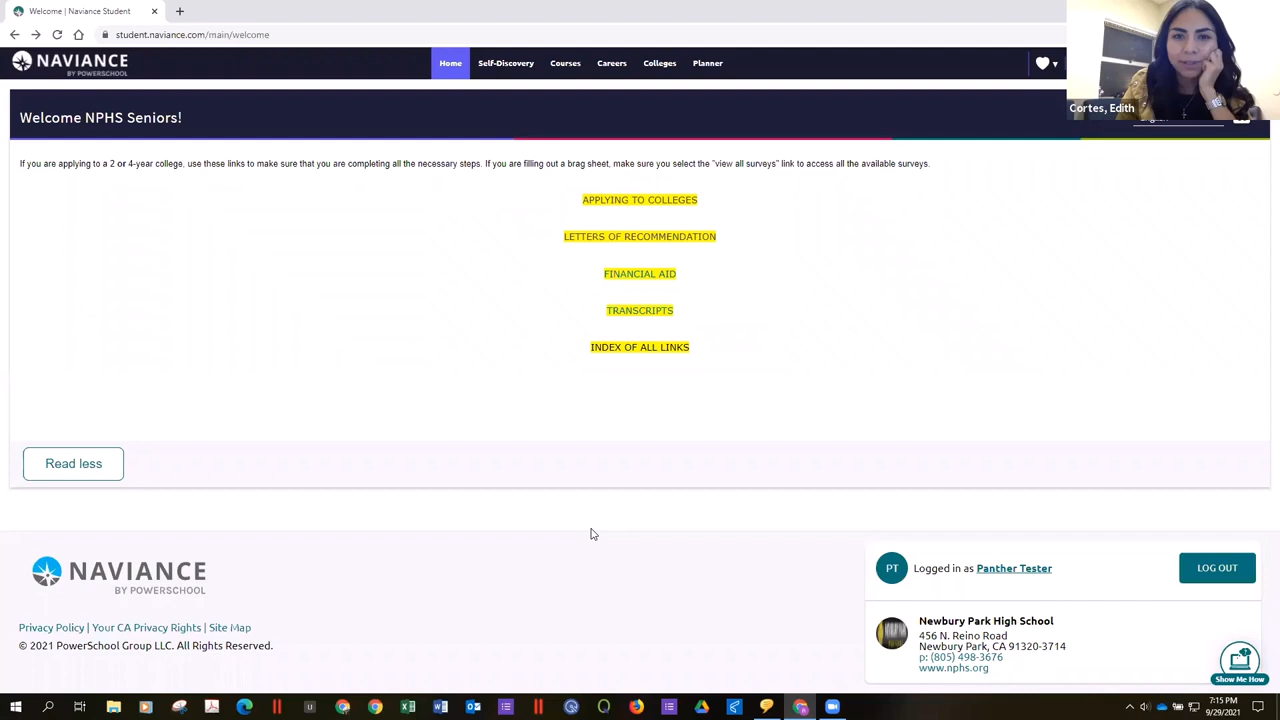 Welcome | Naviance Student
student.naviance.com/main/welcome
NAVIANCE
BY POWERSCHOOL
Home
Self-Discovery
Courses
Careers
Colleges
Planner
Cortes, Edith
Welcome NPHS Seniors!
If you are applying to a 2 or 4-year college, use these links to make sure that you are completing all the necessary steps. If you are filling out a brag sheet, make sure you select the "view all surveys" link to access all the available surveys.
APPLYING TO COLLEGES
LETTERS OF RECOMMENDATION
FINANCIAL AID
TRANSCRIPTS
INDEX OF ALL LINKS
Read less
NAVIANCE
BY POWERSCHOOL
Privacy Policy | Your CA Privacy Rights | Site Map
© 2021 PowerSchool Group LLC. All Rights Reserved.
PT
Logged in as Panther Tester
LOG OUT
Newbury Park High School
456 N. Reino Road
Newbury Park, CA 91320-3714
p: (805) 498-3676
www.nphs.org
Show Me How
7:15 PM
9/29/2021